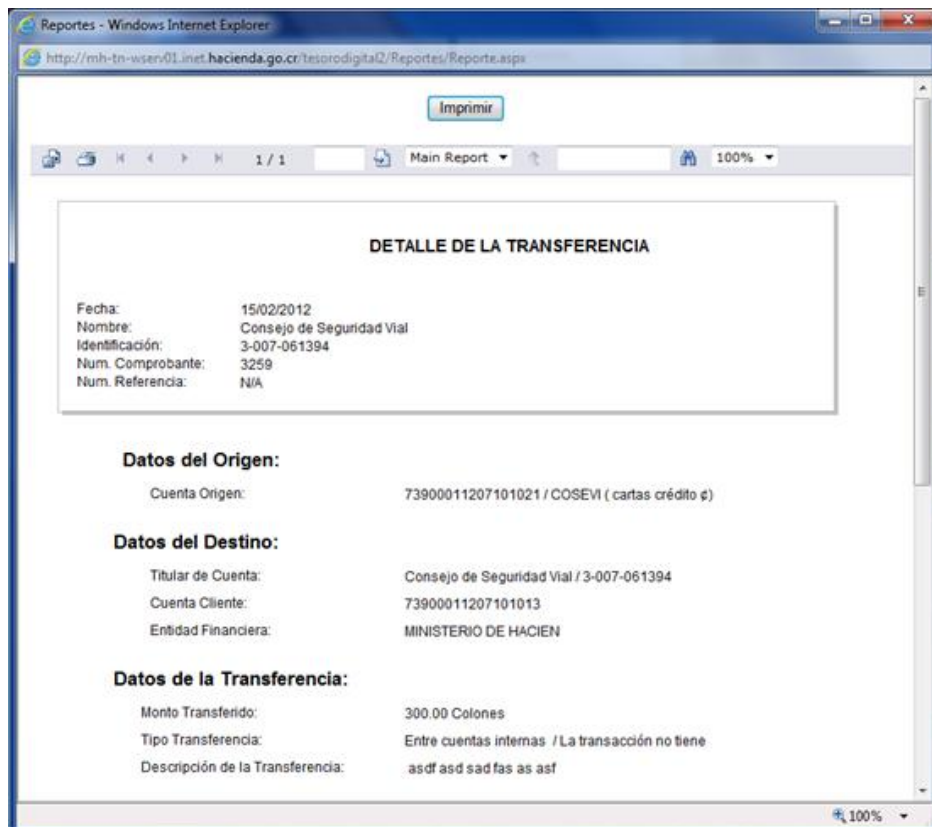 Reportes - Windows Internet Explorer
http://mh-tn-wserv01.inet.hacienda.go.cr/tesorodigital2/Reportes/Reporte.aspx
Imprimir
1 / 1 Main Report 100%
DETALLE DE LA TRANSFERENCIA
Fecha: 15/02/2012
Nombre: Consejo de Seguridad Vial
Identificación: 3-007-061394
Num. Comprobante: 3259
Num. Referencia: N/A
Datos del Origen:
Cuenta Origen: 73900011207101021 / COSEVI ( cartas crédito ¢)
Datos del Destino:
Titular de Cuenta: Consejo de Seguridad Vial / 3-007-061394
Cuenta Cliente: 73900011207101013
Entidad Financiera: MINISTERIO DE HACIEN
Datos de la Transferencia:
Monto Transferido: 300.00 Colones
Tipo Transferencia: Entre cuentas internas / La transacción no tiene
Descripción de la Transferencia: asdf asd sad fas as asf
100%